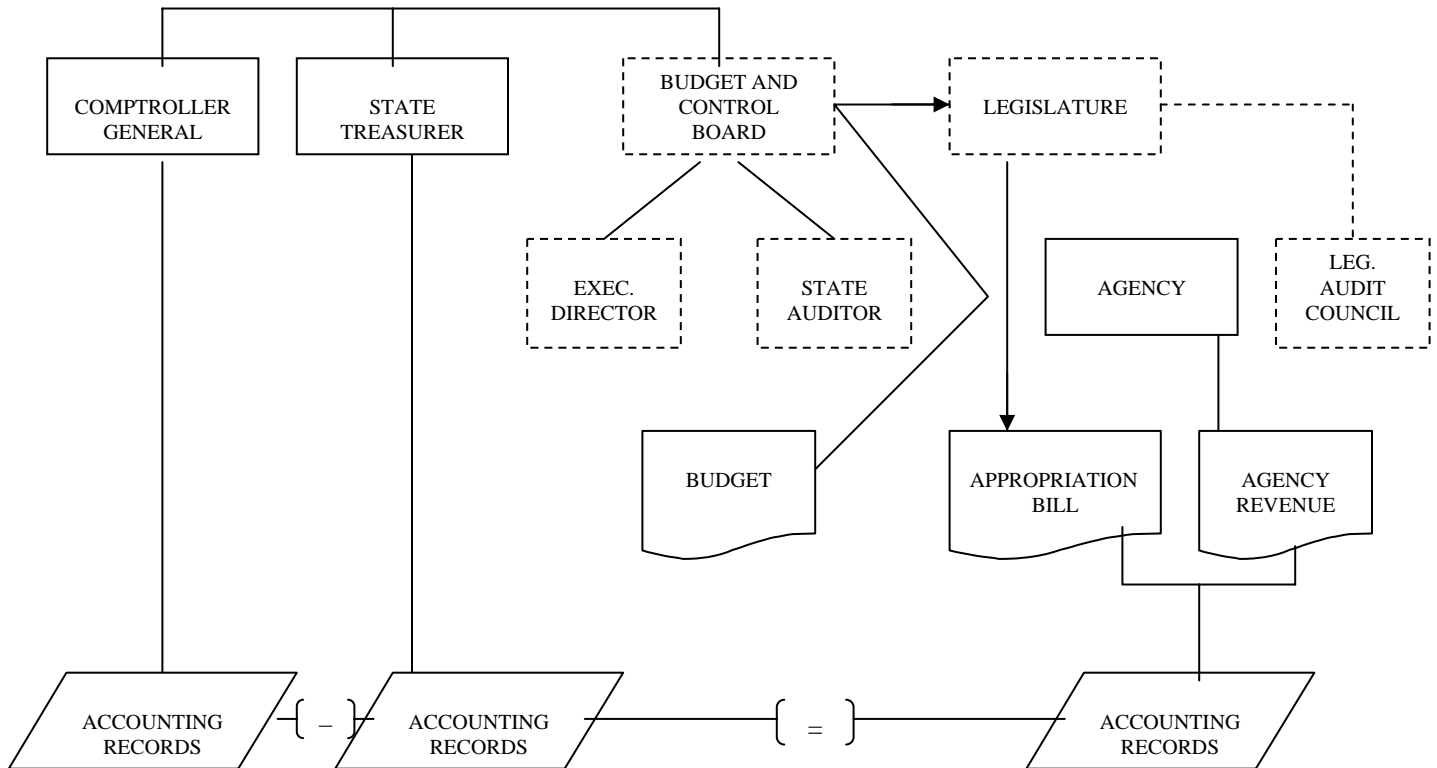 COMPTROLLER
GENERAL
STATE
TREASURER
BUDGET AND
CONTROL
BOARD
LEGISLATURE
EXEC.
DIRECTOR
STATE
AUDITOR
AGENCY
LEG.
AUDIT
COUNCIL
BUDGET
APPROPRIATION
BILL
AGENCY
REVENUE
ACCOUNTING
RECORDS
–
ACCOUNTING
RECORDS
=
ACCOUNTING
RECORDS